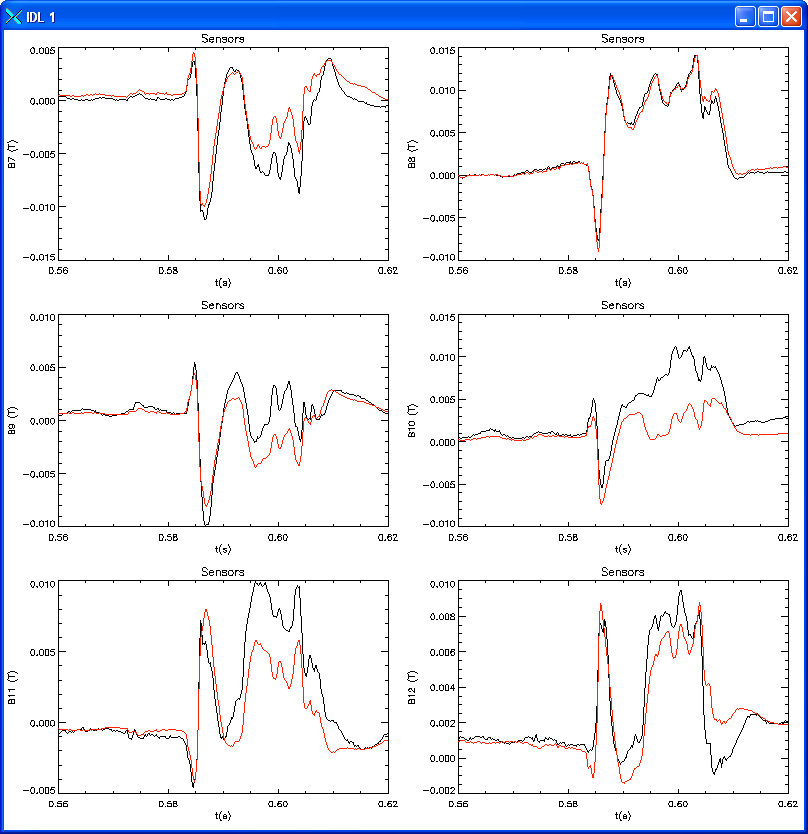 IDL 1
Sensors
0.005
0.000
-0.005
-0.010
-0.015
B7 (T)
0.56 0.58 0.60 0.62
t(s)
Sensors
0.015
0.010
0.005
0.000
-0.005
-0.010
B8 (T)
0.56 0.58 0.60 0.62
t(s)
Sensors
0.010
0.005
0.000
-0.005
-0.010
B9 (T)
0.56 0.58 0.60 0.62
t(s)
Sensors
0.015
0.010
0.005
0.000
-0.005
-0.010
B10 (T)
0.56 0.58 0.60 0.62
t(s)
Sensors
0.010
0.005
0.000
-0.005
B11 (T)
0.56 0.58 0.60 0.62
t(s)
Sensors
0.010
0.008
0.006
0.004
0.002
0.000
-0.002
B12 (T)
0.56 0.58 0.60 0.62
t(s)